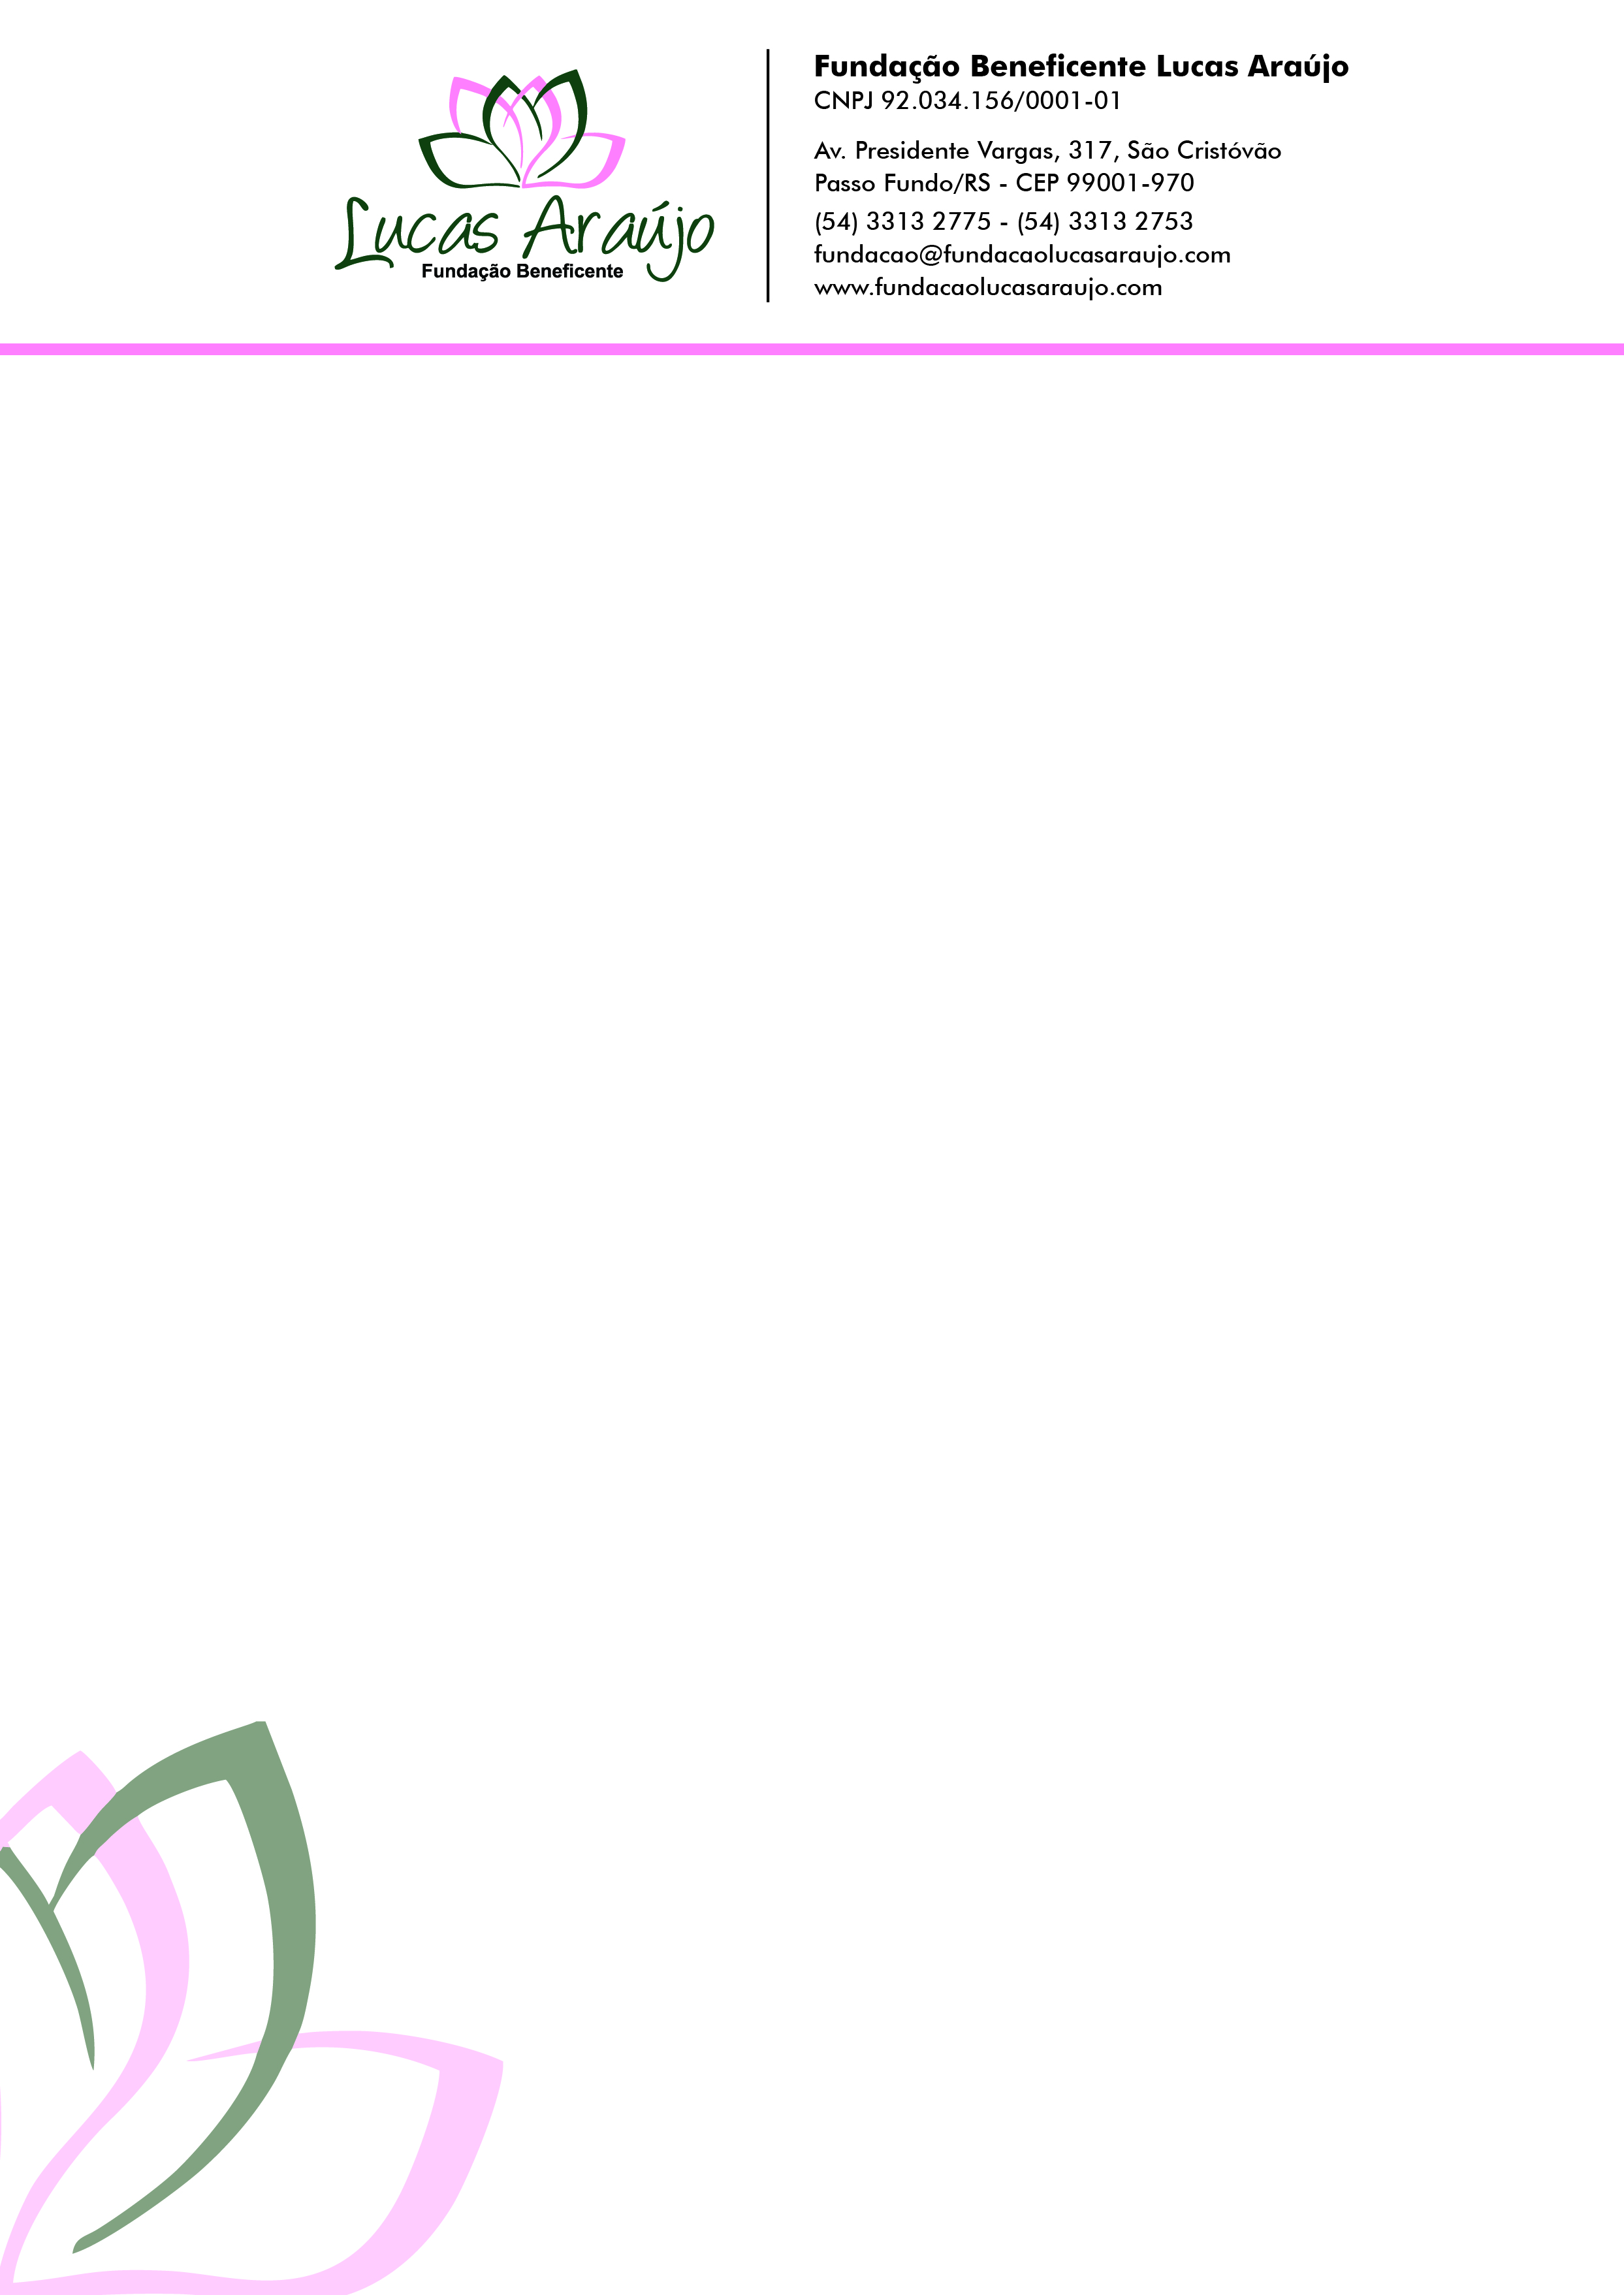 Lucas Araújo
Fundação Beneficente
Fundação Beneficente Lucas Araújo
CNPJ 92.034.156/0001-01
Av. Presidente Vargas, 317, São Cristóvão
Passo Fundo/RS - CEP 99001-970
(54) 3313 2775 - (54) 3313 2753
fundacao@fundacaolucasaraujo.com
www.fundacaolucasaraujo.com